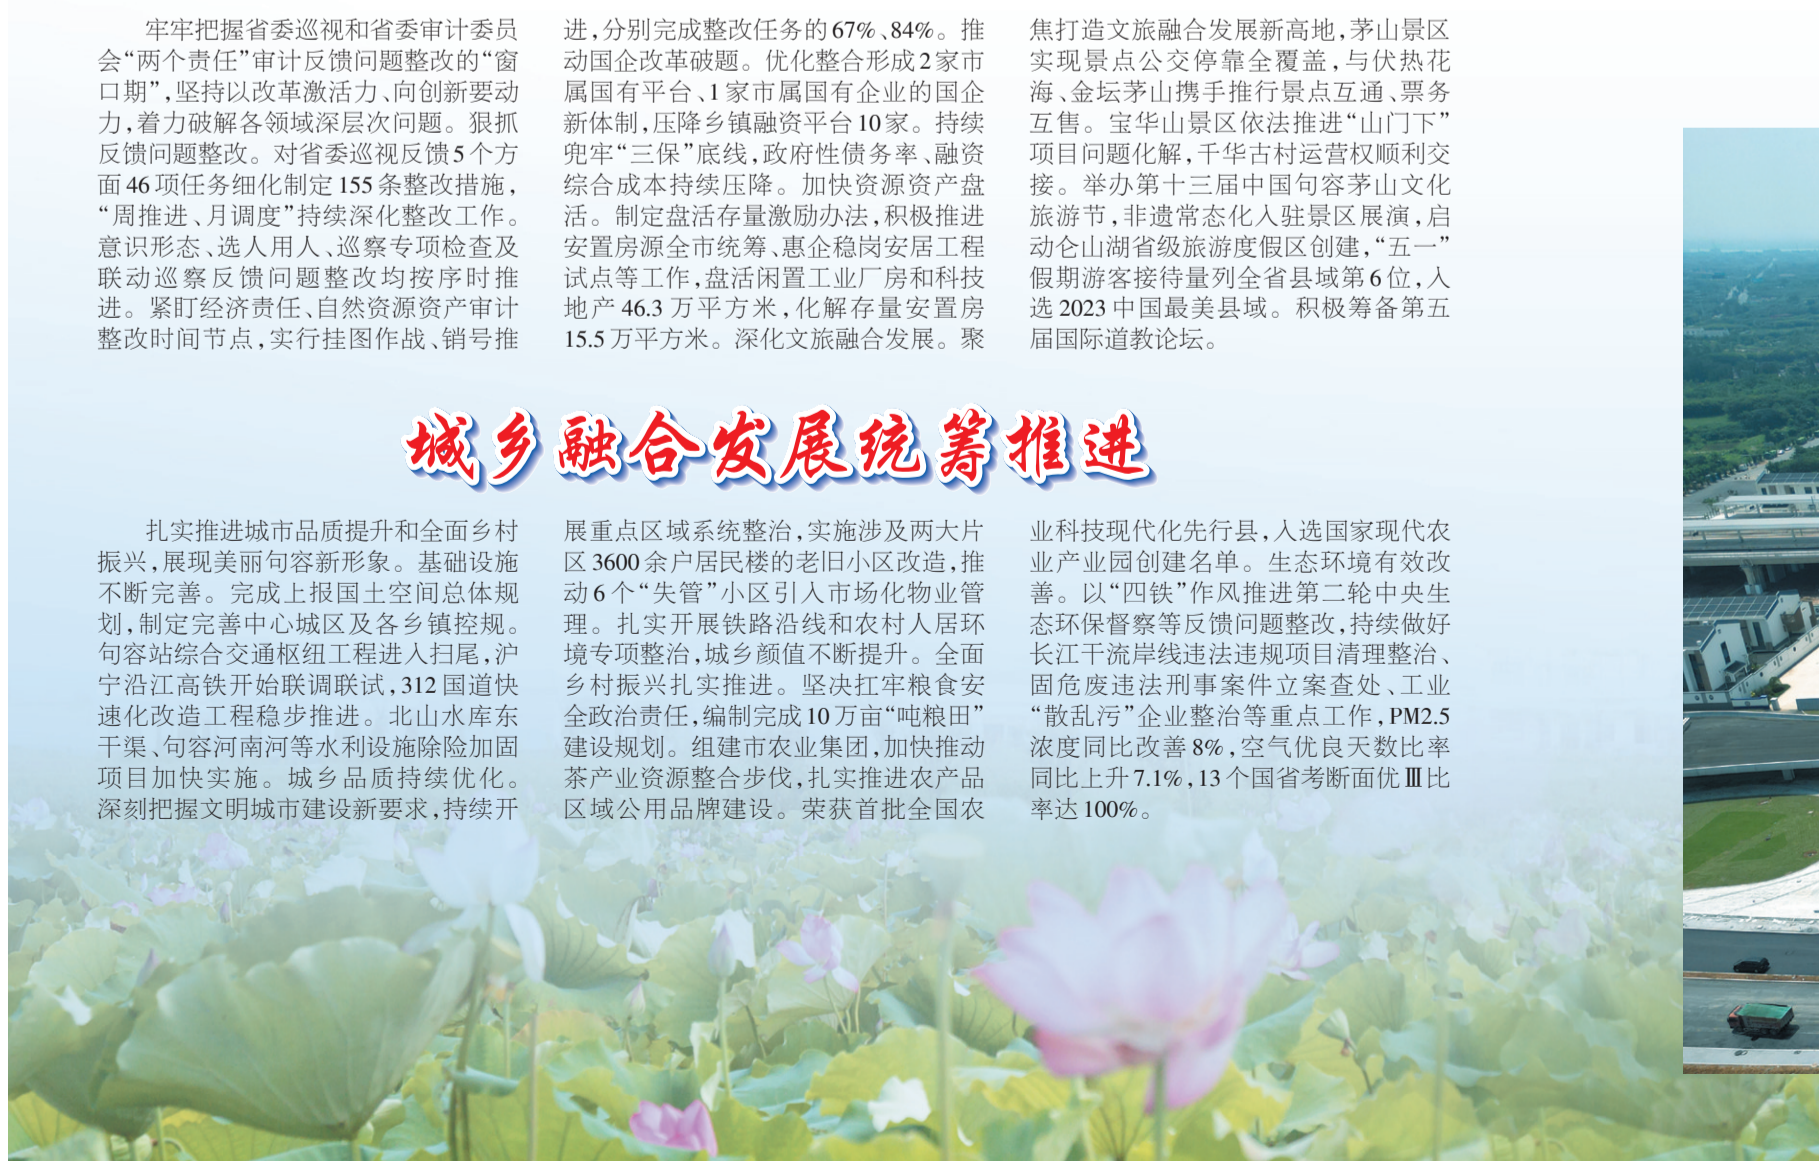 牢牢把握省委巡视和省委审计委员
会“两个责任”审计反馈问题整改的“窗
口期”,坚持以改革激活力、向创新要动
力,着力破解各领域深层次问题。狠抓
反馈问题整改。对省委巡视反馈5个方
面46项任务细化制定155条整改措施,
“周推进、月调度”持续深化整改工作。
意识形态、选人用人、巡察专项检查及
联动巡察反馈问题整改均按序时推
进。紧盯经济责任、自然资源资产审计
整改时间节点,实行挂图作战、销号推
进,分别完成整改任务的67%、84%。推
动国企改革破题。优化整合形成2家市
属国有平台、1家市属国有企业的国企
新体制,压降乡镇融资平台10家。持续
兜牢“三保”底线,政府性债务率、融资
综合成本持续压降。加快资源资产盘
活。制定盘活存量激励办法,积极推进
安置房源全市统筹、惠企稳岗安居工程
试点等工作,盘活闲置工业厂房和科技
地产46.3万平方米,化解存量安置房
15.5万平方米。深化文旅融合发展。聚
焦打造文旅融合发展新高地,茅山景区
实现景点公交停靠全覆盖,与伏热花
海、金坛茅山携手推行景点互通、票务
互售。宝华山景区依法推进“山门下”
项目问题化解,千华古村运营权顺利交
接。举办第十三届中国句容茅山文化
旅游节,非遗常态化入驻景区展演,启
动仑山湖省级旅游度假区创建,“五一”
假期游客接待量列全省县域第6位,入
选2023中国最美县域。积极筹备第五
届国际道教论坛。
城乡融合发展统筹推进
扎实推进城市品质提升和全面乡村
振兴,展现美丽句容新形象。基础设施
不断完善。完成上报国土空间总体规
划,制定完善中心城区及各乡镇控规。
句容站综合交通枢纽工程进入扫尾,沪
宁沿江高铁开始联调联试,312国道快
速化改造工程稳步推进。北山水库东
干渠、句容河南河等水利设施除险加固
项目加快实施。城乡品质持续优化。
深刻把握文明城市建设新要求,持续开
展重点区域系统整治,实施涉及两大片
区3600余户居民楼的老旧小区改造,推
动6个“失管”小区引入市场化物业管
理。扎实开展铁路沿线和农村人居环
境专项整治,城乡颜值不断提升。全面
乡村振兴扎实推进。坚决扛牢粮食安
全政治责任,编制完成10万亩“吨粮田”
建设规划。组建市农业集团,加快推动
茶产业资源整合步伐,扎实推进农产品
区域公用品牌建设。荣获首批全国农
业科技现代化先行县,入选国家现代农
业产业园创建名单。生态环境有效改
善。以“四铁”作风推进第二轮中央生
态环保督察等反馈问题整改,持续做好
长江干流岸线违法违规项目清理整治、
固危废违法刑事案件立案查处、工业
“散乱污”企业整治等重点工作,PM2.5
浓度同比改善8%,空气优良天数比率
同比上升7.1%,13个国省考断面优Ⅲ比
率达100%。